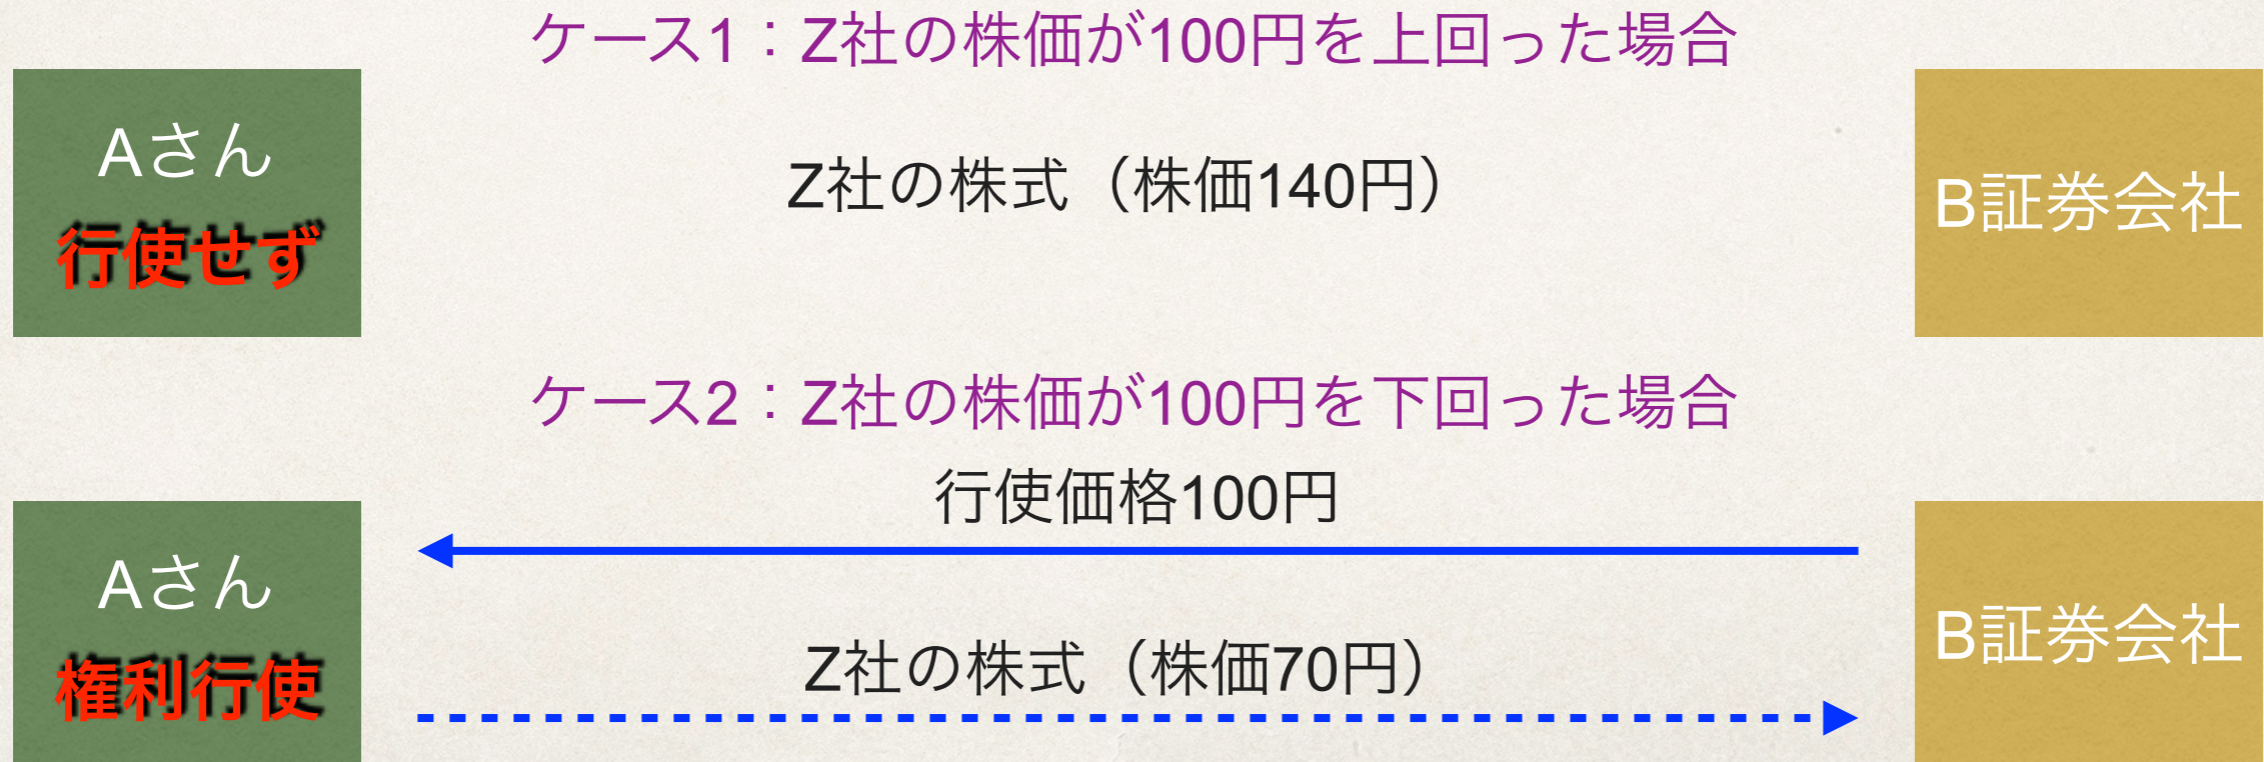 ケース1：Z社の株価が100円を上回った場合
Aさん
行使せず
Z社の株式（株価140円）
B証券会社
ケース2：Z社の株価が100円を下回った場合
行使価格100円
Aさん
権利行使
Z社の株式（株価70円）
B証券会社